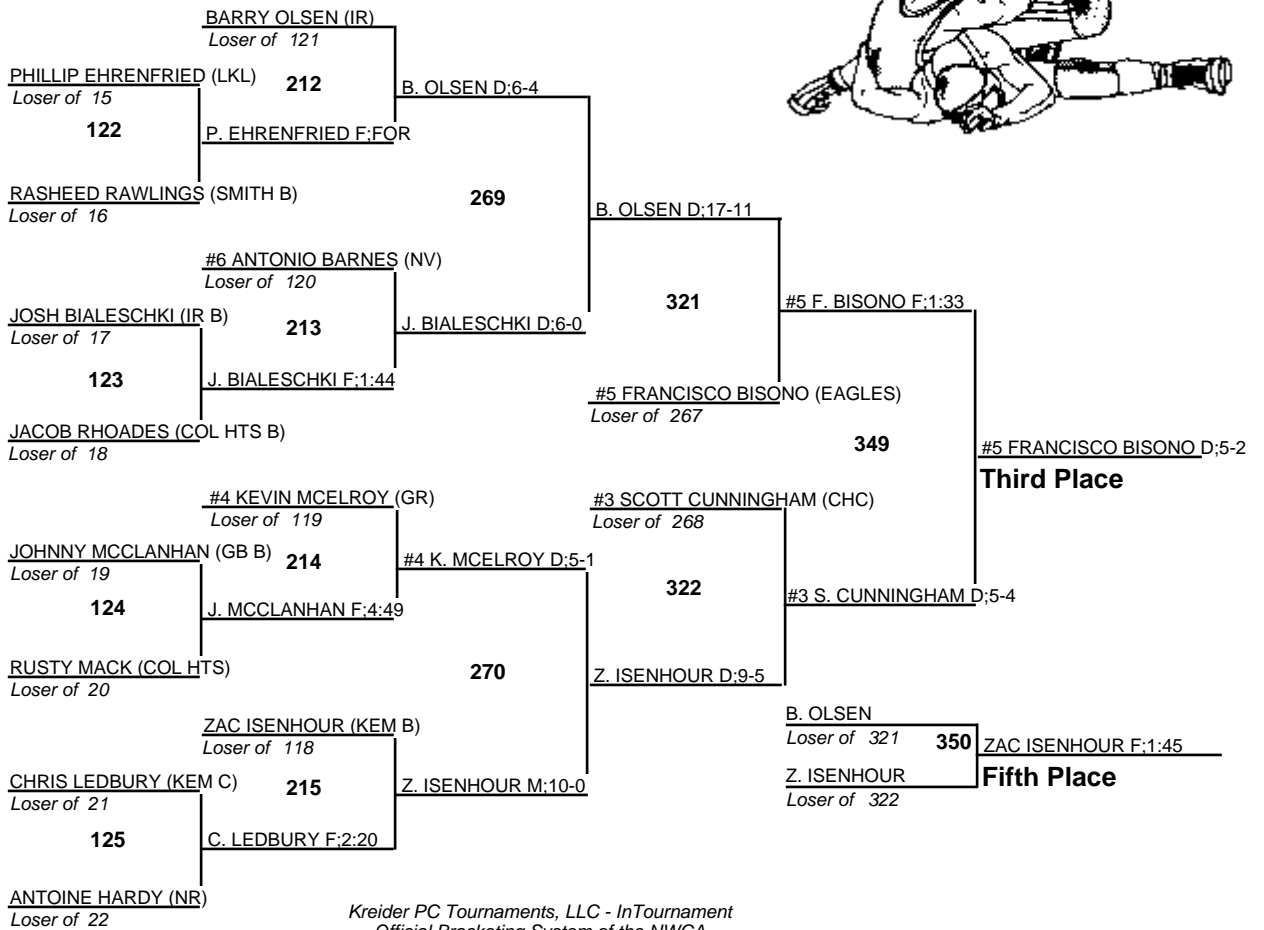 BARRY OLSEN (IR)
Loser of 121
PHILLIP EHRENFRIED (LKL)
Loser of 15
212
B. OLSEN D;6-4
122
P. EHRENFRIED F;FOR
RASHEED RAWLINGS (SMITH B)
Loser of 16
269
B. OLSEN D;17-11
#6 ANTONIO BARNES (NV)
Loser of 120
JOSH BIALESCHKI (IR B)
Loser of 17
213
J. BIALESCHKI D;6-0
321
#5 F. BISONO F;1:33
123
J. BIALESCHKI F;1:44
#5 FRANCISCO BISONO (EAGLES)
Loser of 267
JACOB RHOADES (COL HTS B)
Loser of 18
349
#5 FRANCISCO BISONO D;5-2
Third Place
#4 KEVIN MCELROY (GR)
Loser of 119
#3 SCOTT CUNNINGHAM (CHC)
Loser of 268
JOHNNY MCCLANHAN (GB B)
Loser of 19
214
#4 K. MCELROY D;5-1
322
#3 S. CUNNINGHAM D;5-4
124
J. MCCLANHAN F;4:49
RUSTY MACK (COL HTS)
Loser of 20
270
Z. ISENHOUR D;9-5
ZAC ISENHOUR (KEM B)
Loser of 118
B. OLSEN
Loser of 321
350
ZAC ISENHOUR F;1:45
Fifth Place
Z. ISENHOUR
Loser of 322
CHRIS LEDBURY (KEM C)
Loser of 21
215
Z. ISENHOUR M;10-0
125
C. LEDBURY F;2:20
ANTOINE HARDY (NR)
Loser of 22
Kreider PC Tournaments, LLC - InTournament
Official Bracketing System of the NWCA